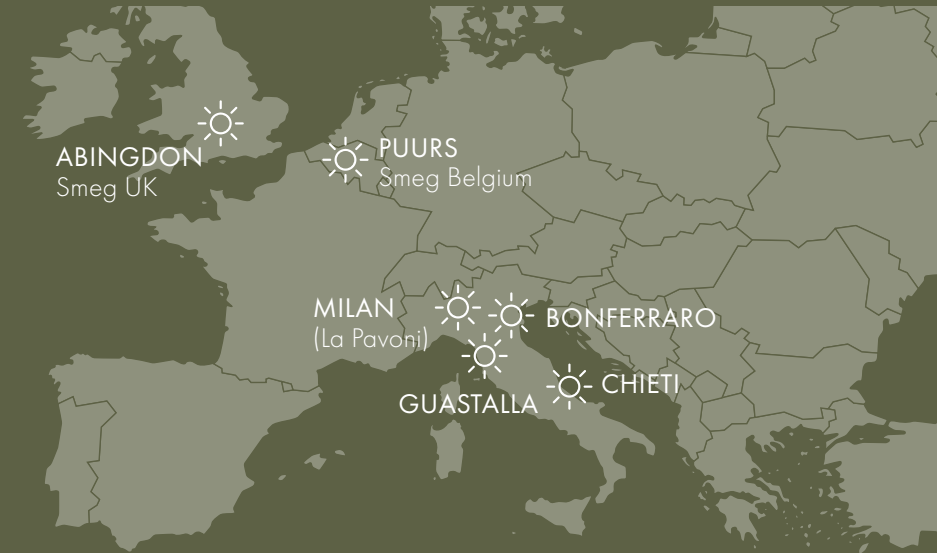 ABINGDON
Smeg UK
PUURS
Smeg Belgium
MILAN
(La Pavoni)
BONFERRARO
GUASTALLA
CHIETI